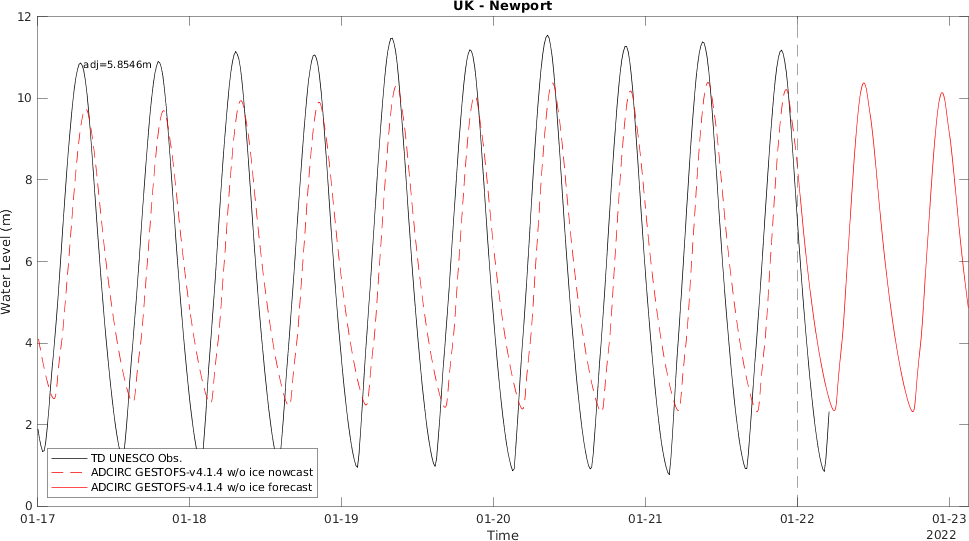 UK - Newport
12
10
8
6
4
2
0
Water Level (m)
adj=5.8546m
TD UNESCO Obs.
ADCIRC GESTOFS-v4.1.4 w/o ice nowcast
ADCIRC GESTOFS-v4.1.4 w/o ice forecast
01-17 01-18 01-19 01-20 01-21 01-22 01-23
Time
2022